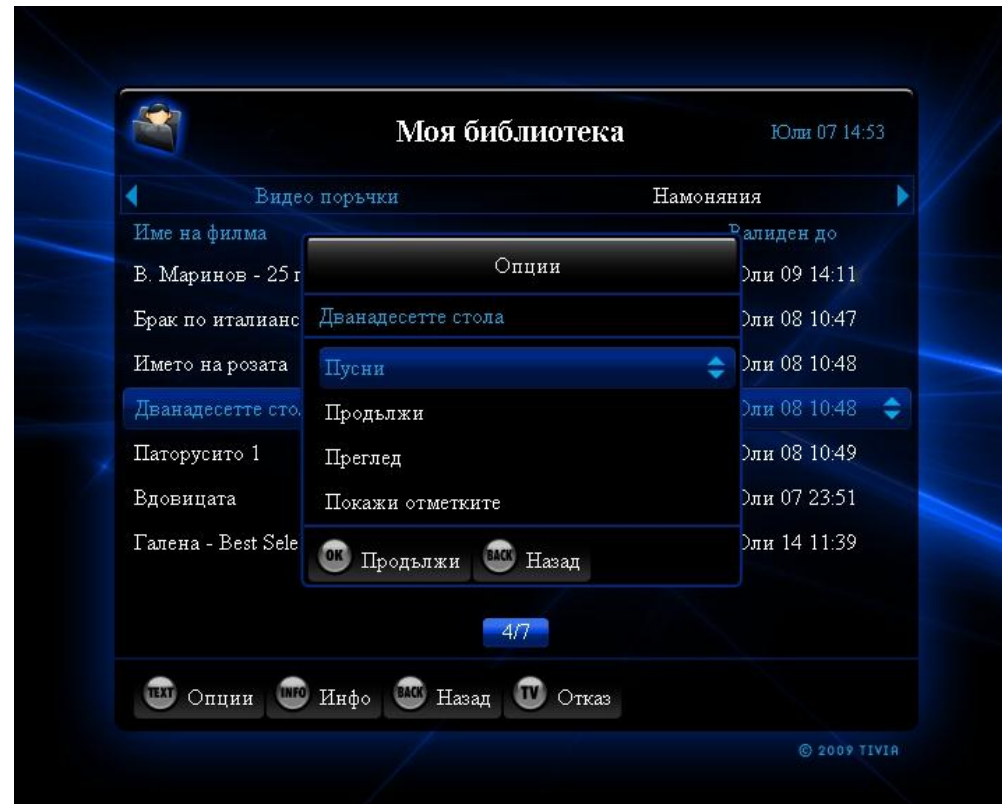 Моя библиотека
Юли 07 14:53
Видео поръчки Намоняния
Име на филма Валиден до
В. Маринов - 25 Юли 09 14:11
Брак по италианс Юли 08 10:47
Името на розата Юли 08 10:48
Дванадесетте сто Юли 08 10:48
Паторусито 1 Юли 08 10:49
Вдовицата Юли 07 23:51
Галена - Best Sele Юли 14 11:39
Опции
Дванадесетте стола
Пусни
Продължи
Преглед
Покажи отметките
OK Продължи BACK Назад
4/7
TEXT Опции INFO Инфо BACK Назад TV Отказ
© 2009 TIVIA